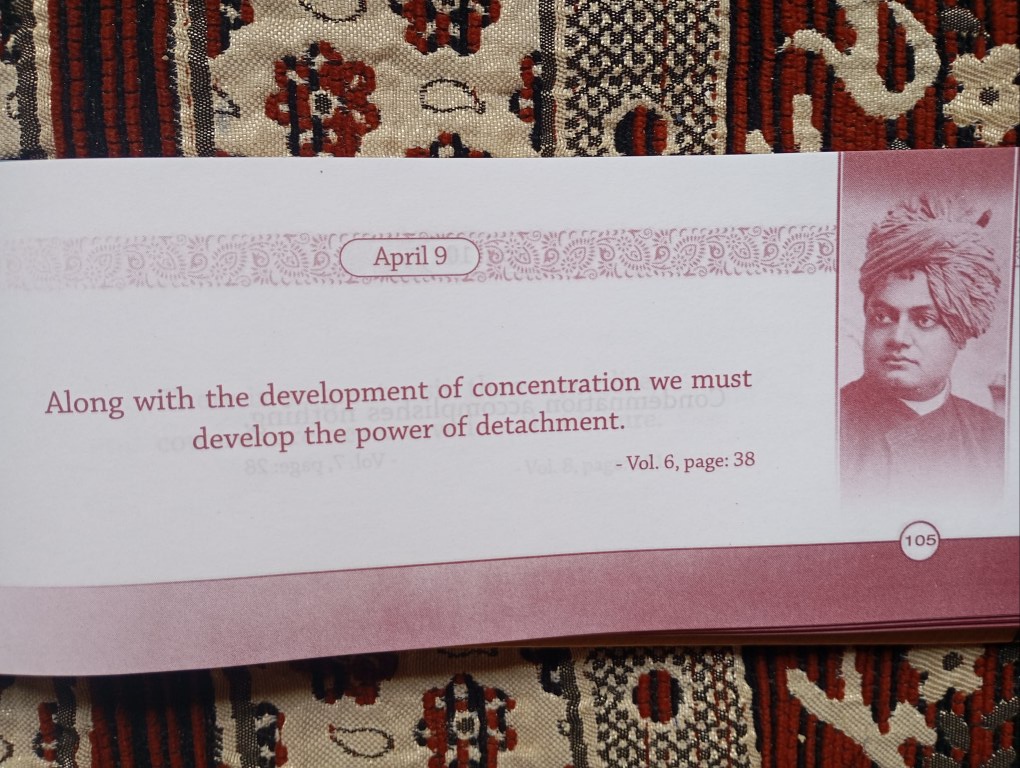 April 9
Along with the development of concentration we must
develop the power of detachment.
- Vol. 6, page: 38
105